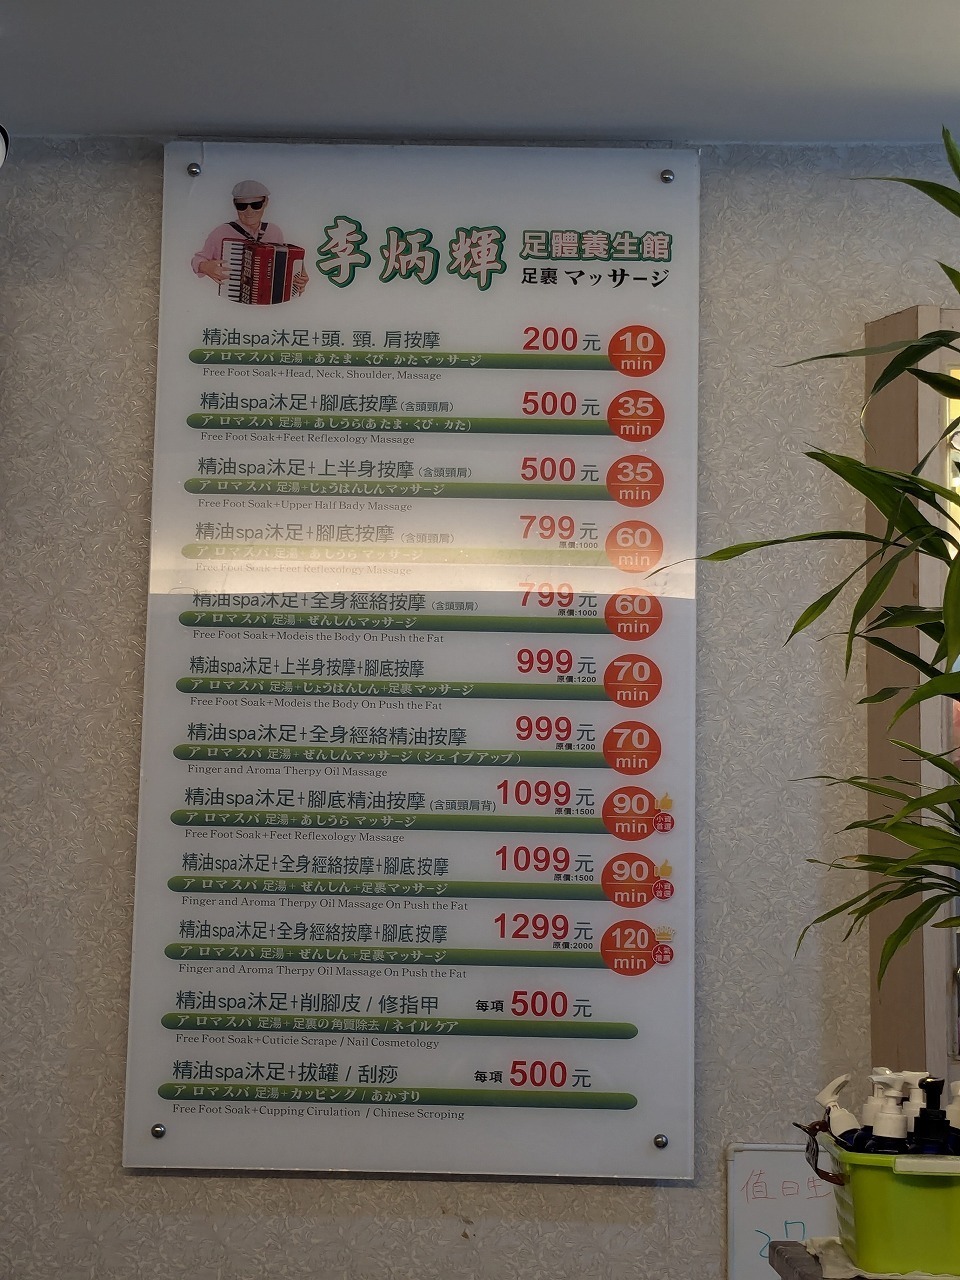 李炳輝 足體養生館
足裏 マッサージ
精油spa沐足+頭. 頸. 肩按摩 200元 10 min
アロマスパ 足湯+あたま・くび・かたマッサージ
Free Foot Soak+Head, Neck, Shoulder, Massage
精油spa沐足+腳底按摩(含頭頸肩) 500元 35 min
アロマスパ 足湯+あしうら(あたま・くび・カた)
Free Foot Soak+Feet Reflexology Massage
精油spa沐足+上半身按摩(含頭頸肩) 500元 35 min
アロマスパ 足湯+じょうはんしんマッサージ
Free Foot Soak+Upper Half Bady Massage
精油spa沐足+腳底按摩(含頭頸肩) 799元 原價:1000 60 min
アロマスパ 足湯+あしうら マッサージ
Free Foot Soak+Feet Reflexology Massage
精油spa沐足+全身經絡按摩(含頭頸肩) 799元 原價:1000 60 min
アロマスパ 足湯+ぜんしんマッサージ
Free Foot Soak+Modeis the Body On Push the Fat
精油spa沐足+上半身按摩+腳底按摩 999元 原價:1200 70 min
アロマスパ 足湯+じょうはんしん+足裏マッサージ
Free Foot Soak+Modeis the Body On Push the Fat
精油spa沐足+全身經絡精油按摩 999元 原價:1200 70 min
アロマスパ 足湯+ぜんしんマッサージ(シェイプアップ)
Finger and Aroma Therpy Oil Massage
精油spa沐足+腳底精油按摩(含頭頸肩背) 1099元 原價:1500 90 min 小資首選
アロマスパ 足湯+あしうら マッサージ
Free Foot Soak+Feet Reflexology Massage
精油spa沐足+全身經絡按摩+腳底按摩 1099元 原價:1500 90 min 小資首選
アロマスパ 足湯+ぜんしん+足裏マッサージ
Finger and Aroma Therpy Oil Massage On Push the Fat
精油spa沐足+全身經絡按摩+腳底按摩 1299元 原價:2000 120 min 人氣推薦
アロマスパ 足湯+ぜんしん+足裏マッサージ
Finger and Aroma Therpy Oil Massage On Push the Fat
精油spa沐足+削腳皮 / 修指甲 每項 500元
アロマスパ 足湯+足裏の角質除去 / ネイルケア
Free Foot Soak+Cuticie Scrape / Nail Cosmetology
精油spa沐足+拔罐 / 刮痧 每項 500元
アロマスパ 足湯+カッピング / あかすり
Free Foot Soak+Cupping Cirulation / Chinese Scroping
值日生
27